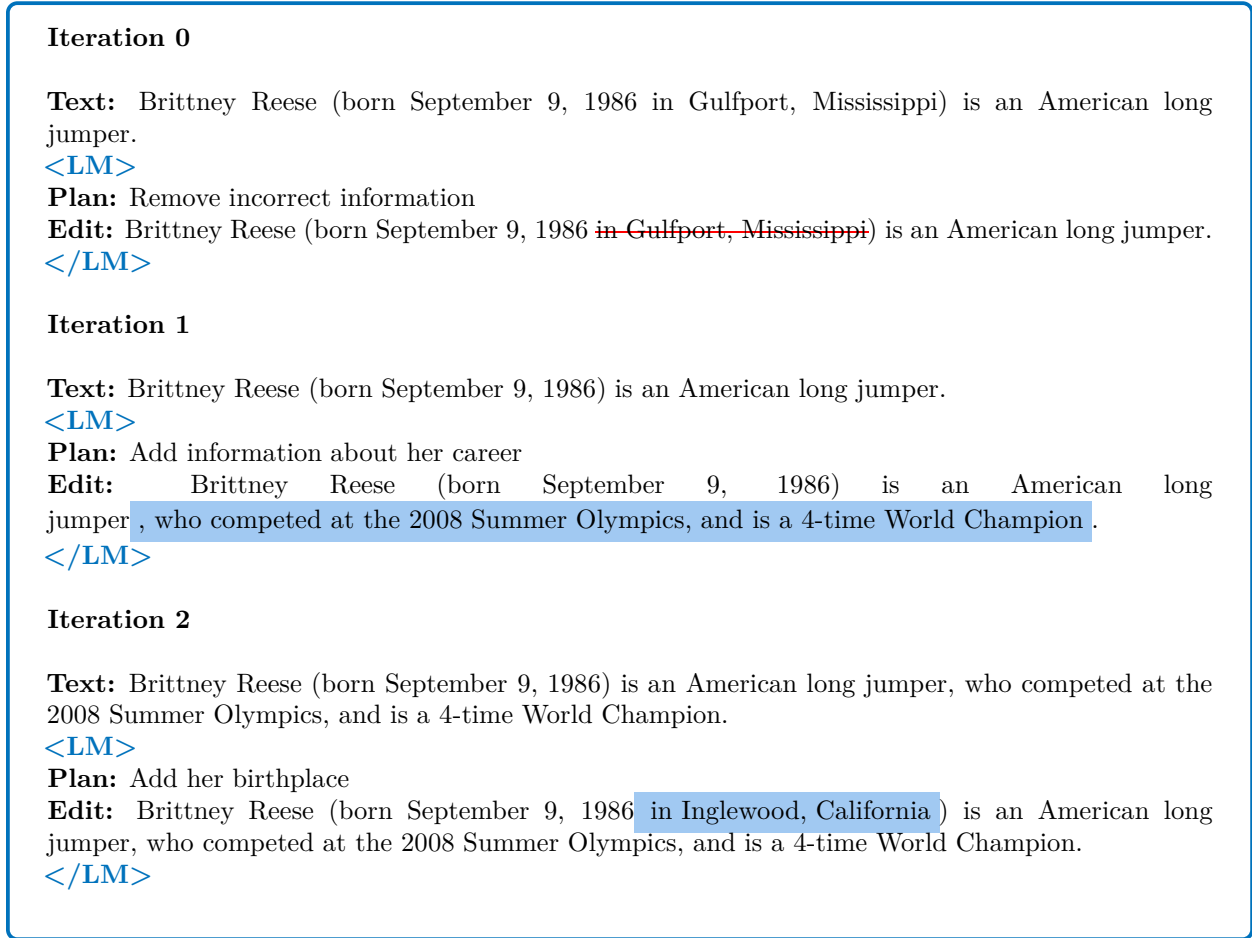 Iteration 0
Text: Brittney Reese (born September 9, 1986 in Gulfport, Mississippi) is an American long
jumper.
<LM>
Plan: Remove incorrect information
Edit: Brittney Reese (born September 9, 1986 in Gulfport, Mississippi) is an American long jumper.
</LM>
Iteration 1
Text: Brittney Reese (born September 9, 1986) is an American long jumper.
<LM>
Plan: Add information about her career
Edit: Brittney Reese (born September 9, 1986) is an American long
jumper , who competed at the 2008 Summer Olympics, and is a 4-time World Champion .
</LM>
Iteration 2
Text: Brittney Reese (born September 9, 1986) is an American long jumper, who competed at the
2008 Summer Olympics, and is a 4-time World Champion.
<LM>
Plan: Add her birthplace
Edit: Brittney Reese (born September 9, 1986 in Inglewood, California ) is an American long
jumper, who competed at the 2008 Summer Olympics, and is a 4-time World Champion.
</LM>